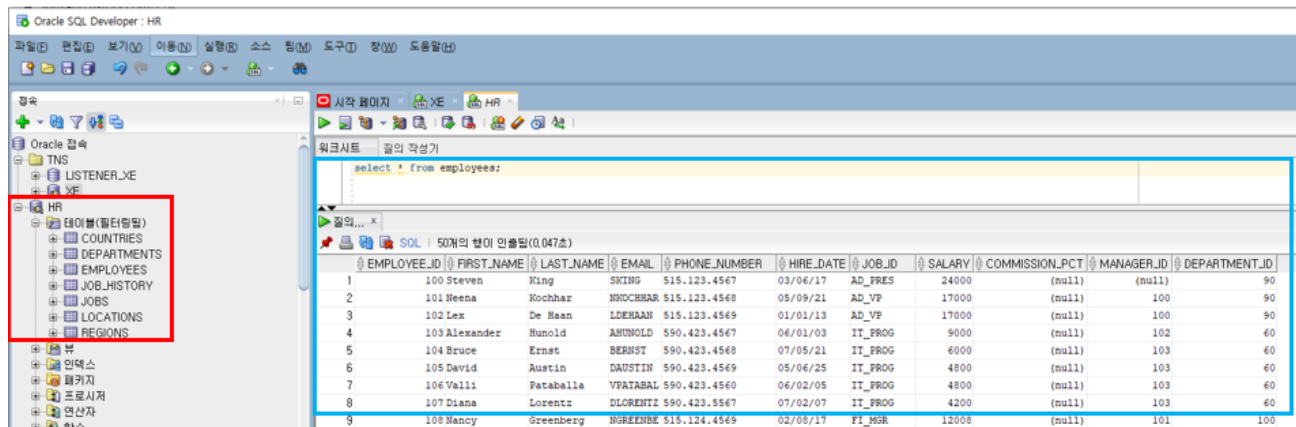 Oracle SQL Developer : HR
파일(F) 편집(E) 보기(V) 이동(N) 실행(R) 소스 팀(M) 도구(T) 창(W) 도움말(H)
접속
시작 페이지 XE HR
Oracle 접속
TNS
LISTENER_XE
XE
HR
테이블(필터링됨)
COUNTRIES
DEPARTMENTS
EMPLOYEES
JOB_HISTORY
JOBS
LOCATIONS
REGIONS
뷰
인덱스
패키지
프로시저
연산자
워크시트 질의 작성기
select * from employees;
질의... x
SQL | 50개의 행이 인출됨(0.047초)
EMPLOYEE_ID FIRST_NAME LAST_NAME EMAIL PHONE_NUMBER HIRE_DATE JOB_ID SALARY COMMISSION_PCT MANAGER_ID DEPARTMENT_ID
1 100 Steven King SKING 515.123.4567 03/06/17 AD_PRES 24000 (null) (null) 90
2 101 Neena Kochhar NKOCHHAR 515.123.4568 05/09/21 AD_VP 17000 (null) 100 90
3 102 Lex De Haan LDEHAAN 515.123.4569 01/01/13 AD_VP 17000 (null) 100 90
4 103 Alexander Hunold AHUNOLD 590.423.4567 06/01/03 IT_PROG 9000 (null) 102 60
5 104 Bruce Ernst BERNST 590.423.4568 07/05/21 IT_PROG 6000 (null) 103 60
6 105 David Austin DAUSTIN 590.423.4569 05/06/25 IT_PROG 4800 (null) 103 60
7 106 Valli Pataballa VPATABAL 590.423.4560 06/02/05 IT_PROG 4800 (null) 103 60
8 107 Diana Lorentz DLORENTZ 590.423.5567 07/02/07 IT_PROG 4200 (null) 103 60
9 108 Nancy Greenberg NGREENBE 515.124.4569 02/08/17 FI_MGR 12008 (null) 101 100